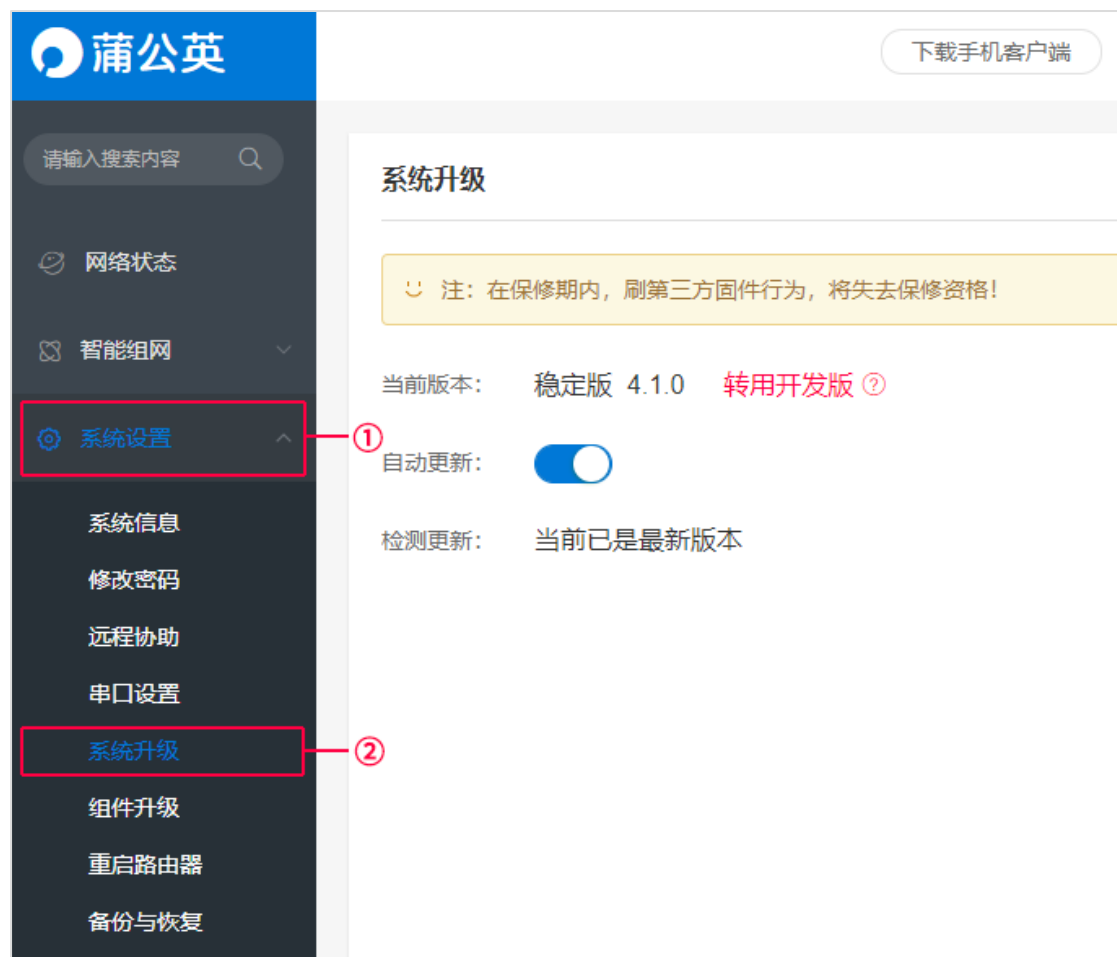 蒲公英
下载手机客户端
请输入搜索内容
网络状态
智能组网
系统设置
①
系统信息
修改密码
远程协助
串口设置
系统升级
②
组件升级
重启路由器
备份与恢复
系统升级
注：在保修期内，刷第三方固件行为，将失去保修资格！
当前版本： 稳定版 4.1.0 转用开发版 ?
自动更新：
检测更新： 当前已是最新版本